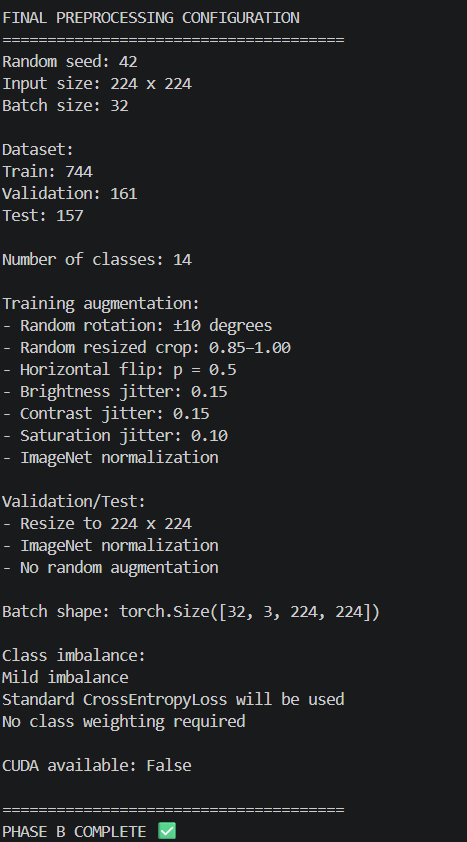 FINAL PREPROCESSING CONFIGURATION
======================================
Random seed: 42
Input size: 224 x 224
Batch size: 32
Dataset:
Train: 744
Validation: 161
Test: 157
Number of classes: 14
Training augmentation:
- Random rotation: ±10 degrees
- Random resized crop: 0.85–1.00
- Horizontal flip: p = 0.5
- Brightness jitter: 0.15
- Contrast jitter: 0.15
- Saturation jitter: 0.10
- ImageNet normalization
Validation/Test:
- Resize to 224 x 224
- ImageNet normalization
- No random augmentation
Batch shape: torch.Size([32, 3, 224, 224])
Class imbalance:
Mild imbalance
Standard CrossEntropyLoss will be used
No class weighting required
CUDA available: False
======================================
PHASE B COMPLETE ✅